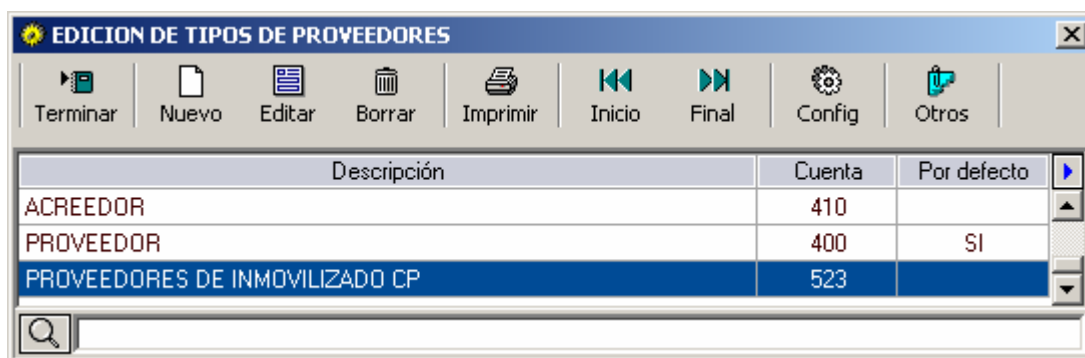 EDICION DE TIPOS DE PROVEEDORES
Terminar Nuevo Editar Borrar Imprimir Inicio Final Config Otros
Descripción Cuenta Por defecto
ACREEDOR 410
PROVEEDOR 400 SI
PROVEEDORES DE INMOVILIZADO CP 523